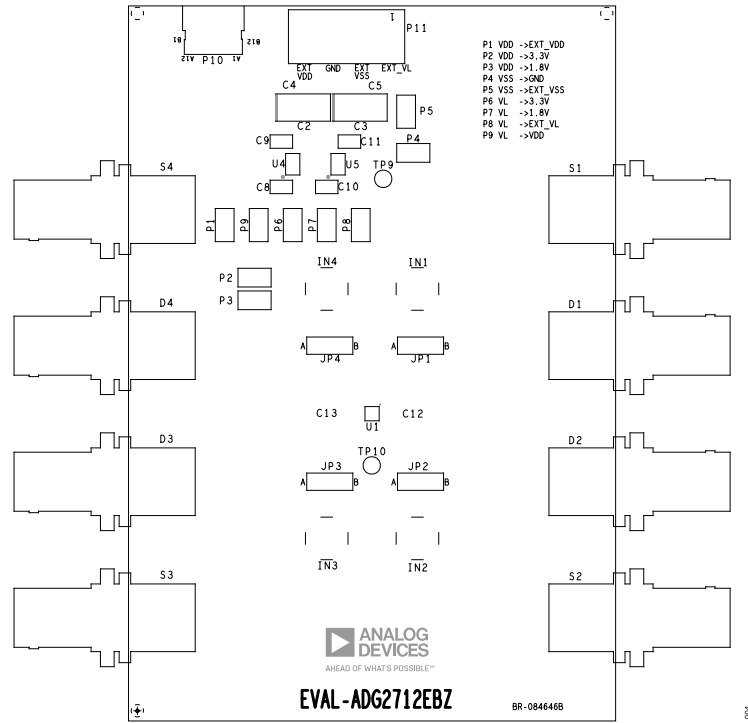 B1
B12
A12
A1
P10
1
P11
EXT VDD
GND
EXT VSS
EXT_VL
P1 VDD ->EXT_VDD
P2 VDD ->3.3V
P3 VDD ->1.8V
P4 VSS ->GND
P5 VSS ->EXT_VSS
P6 VL ->3.3V
P7 VL ->1.8V
P8 VL ->EXT_VL
P9 VL ->VDD
C4
C5
P5
C2
C3
C9
C11
P4
U4
U5
TP9
C8
C10
S4
S1
P1
P9
P6
P7
P8
P2
P3
IN4
IN1
D4
D1
A
B
JP4
A
B
JP1
C13
U1
C12
TP10
D3
D2
JP3
A
B
JP2
A
B
IN3
IN2
S3
S2
ANALOG
DEVICES
AHEAD OF WHAT'S POSSIBLE™
EVAL-ADG2712EBZ
BR-084646B
004